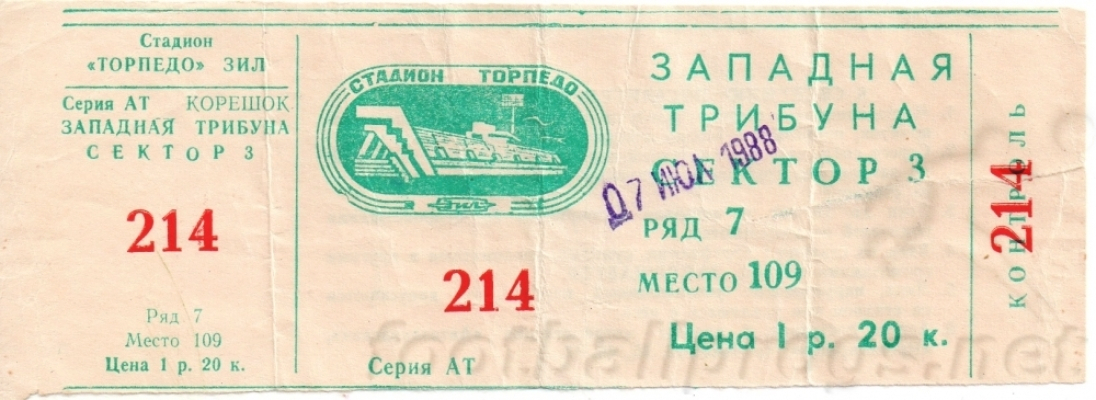 Стадион
«ТОРПЕДО» ЗИЛ
Серия АТ КОРЕШОК
ЗАПАДНАЯ ТРИБУНА
СЕКТОР 3
214
Ряд 7
Место 109
Цена 1 р. 20 к.
СТАДИОН ТОРПЕДО
ЗИЛ
214
Серия АТ
ЗАПАДНАЯ
ТРИБУНА
СЕКТОР 3
07 ИЮЛ 1988
РЯД 7
МЕСТО 109
Цена 1 р. 20 к.
КОНТРОЛЬ
214